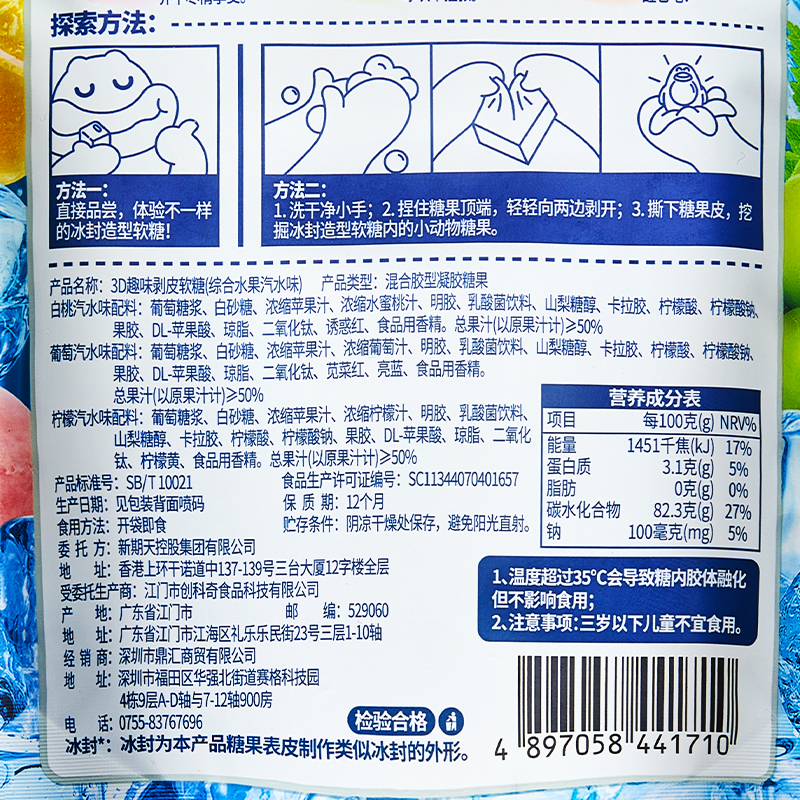 探索方法：
方法一：
直接品尝，体验不一样
的冰封造型软糖！
方法二：
1. 洗干净小手；2. 捏住糖果顶端，轻轻向两边剥开；3. 撕下糖果皮，挖
掘冰封造型软糖内的小动物糖果。
产品名称：3D趣味剥皮软糖(综合水果汽水味) 产品类型：混合胶型凝胶糖果
白桃汽水味配料：葡萄糖浆、白砂糖、浓缩苹果汁、浓缩水蜜桃汁、明胶、乳酸菌饮料、山梨糖醇、卡拉胶、柠檬酸、柠檬酸钠、
果胶、DL-苹果酸、琼脂、二氧化钛、诱惑红、食品用香精。总果汁(以原果汁计)≥50%
葡萄汽水味配料：葡萄糖浆、白砂糖、浓缩苹果汁、浓缩葡萄汁、明胶、乳酸菌饮料、山梨糖醇、卡拉胶、柠檬酸、柠檬酸钠、
果胶、DL-苹果酸、琼脂、二氧化钛、苋菜红、亮蓝、食品用香精。
总果汁(以原果汁计)≥50%
柠檬汽水味配料：葡萄糖浆、白砂糖、浓缩苹果汁、浓缩柠檬汁、明胶、乳酸菌饮料、
山梨糖醇、卡拉胶、柠檬酸、柠檬酸钠、果胶、DL-苹果酸、琼脂、二氧化
钛、柠檬黄、食品用香精。总果汁(以原果汁计)≥50%
产品标准号：SB/T 10021 食品生产许可证编号：SC11344070401657
生产日期：见包装背面喷码 保质期：12个月
食用方法：开袋即食 贮存条件：阴凉干燥处保存，避免阳光直射。
委托方：新期天控股集团有限公司
地址：香港上环干诺道中137-139号三台大厦12字楼全层
受委托生产商：江门市创科奇食品科技有限公司
产地：广东省江门市 邮编：529060
地址：广东省江门市江海区礼乐乐民街23号三层1-10轴
经销商：深圳市鼎汇商贸有限公司
地址：深圳市福田区华强北街道赛格科技园
4栋9层A-D轴与7-12轴900房
电话：0755-83767696
检验合格
冰封*：冰封为本产品糖果表皮制作类似冰封的外形。
营养成分表
项目 每100克(g) NRV%
能量 1451千焦(kJ) 17%
蛋白质 3.1克(g) 5%
脂肪 0克(g) 0%
碳水化合物 82.3克(g) 27%
钠 100毫克(mg) 5%
1、温度超过35℃会导致糖内胶体融化
但不影响食用；
2、注意事项：三岁以下儿童不宜食用。
4 897058 441710